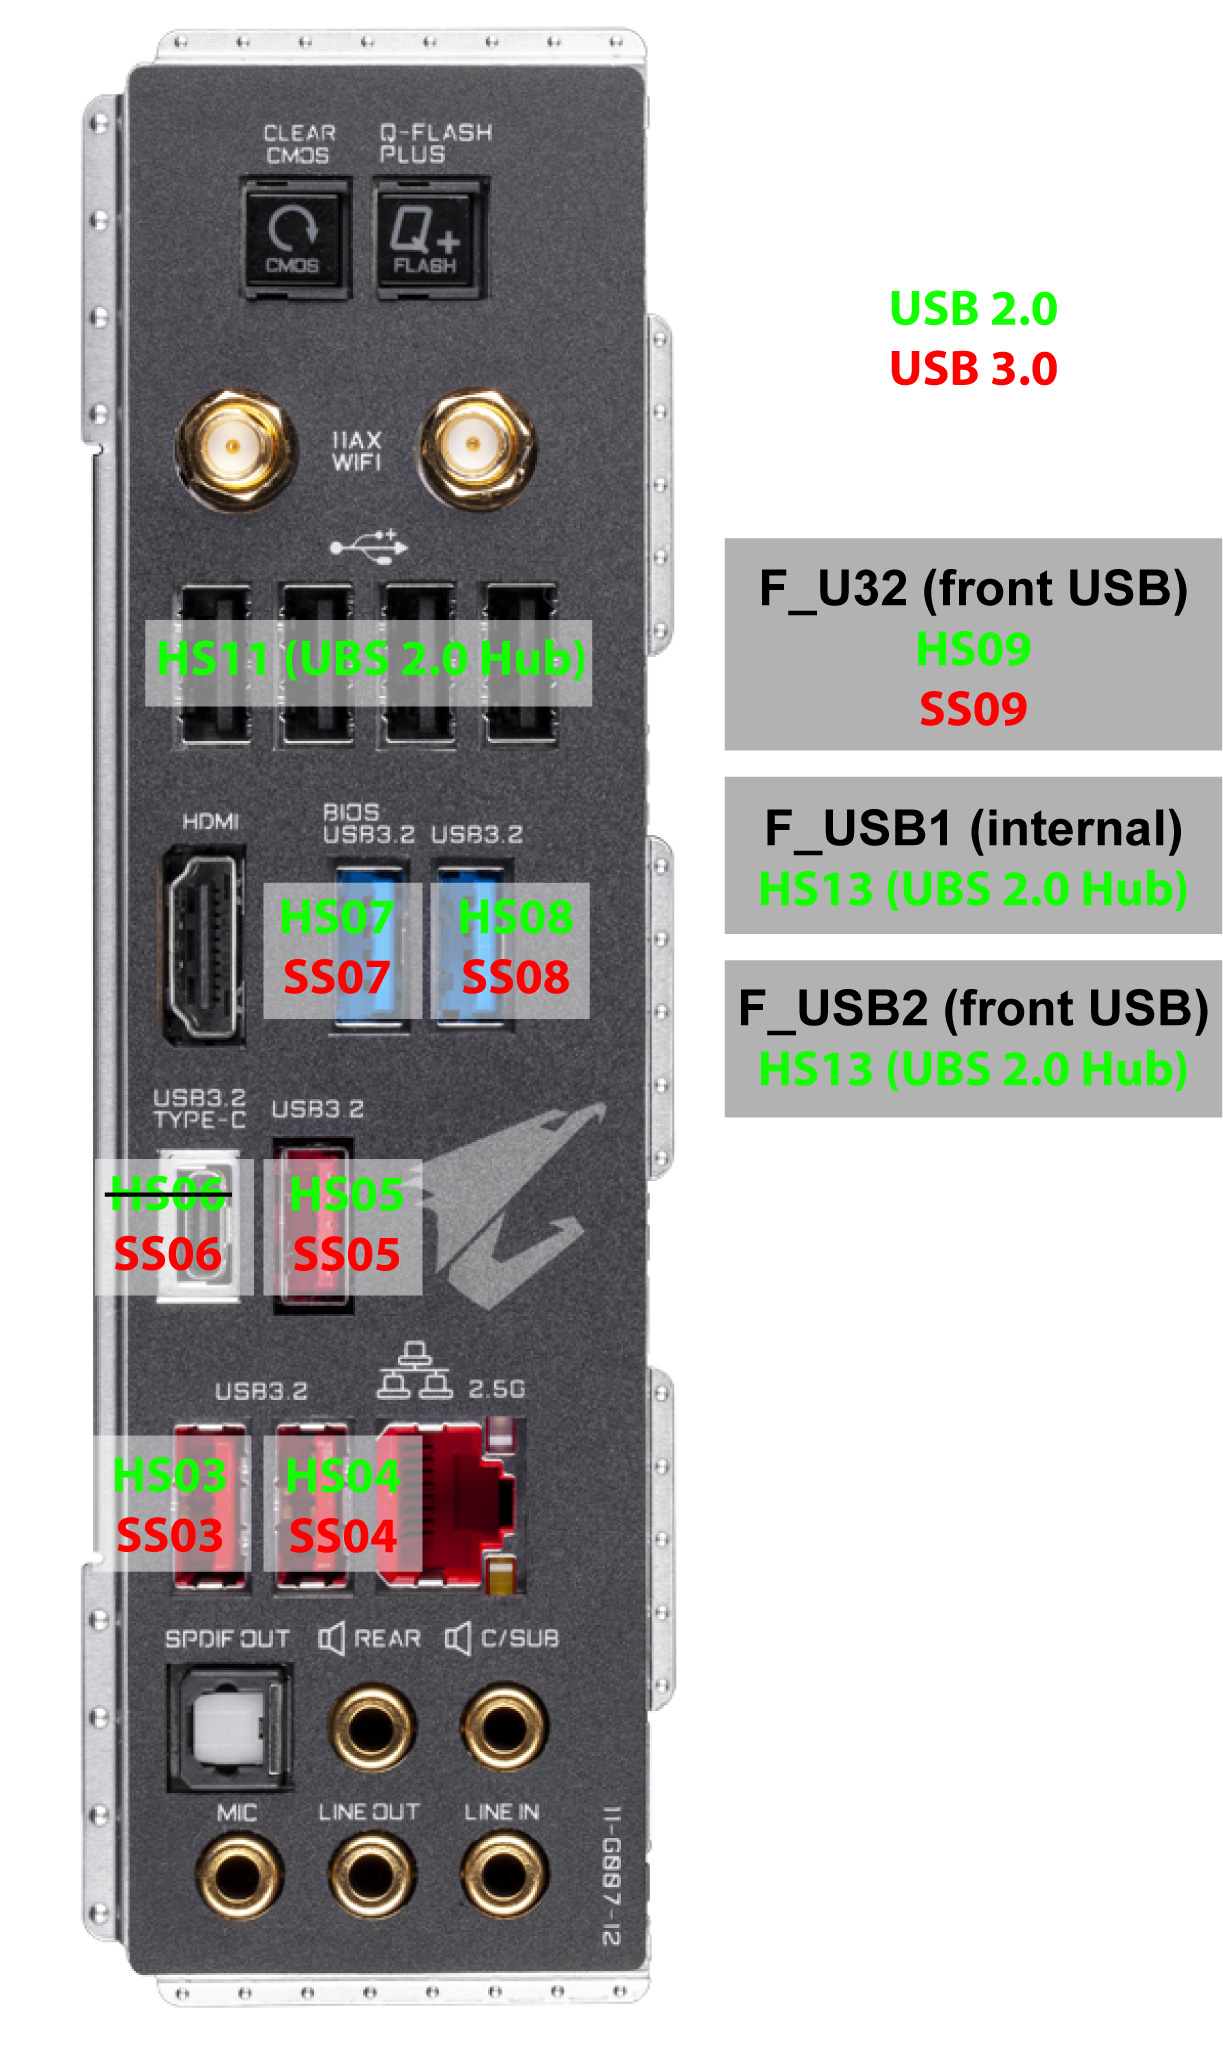 CLEAR
CMOS
Q-FLASH
PLUS
CMOS
Q+
FLASH
USB 2.0
USB 3.0
11AX
WIFI
F_U32 (front USB)
HS09
SS09
HS11 (UBS 2.0 Hub)
HDMI
BIOS
USB3.2
USB3.2
HS07
SS07
HS08
SS08
F_USB1 (internal)
HS13 (UBS 2.0 Hub)
F_USB2 (front USB)
HS13 (UBS 2.0 Hub)
USB3.2
TYPE-C
USB3.2
HS06
SS06
HS05
SS05
USB3.2
2.5G
HS03
SS03
HS04
SS04
SPDIF OUT
REAR
C/SUB
MIC
LINE OUT
LINE IN
11-G007-12